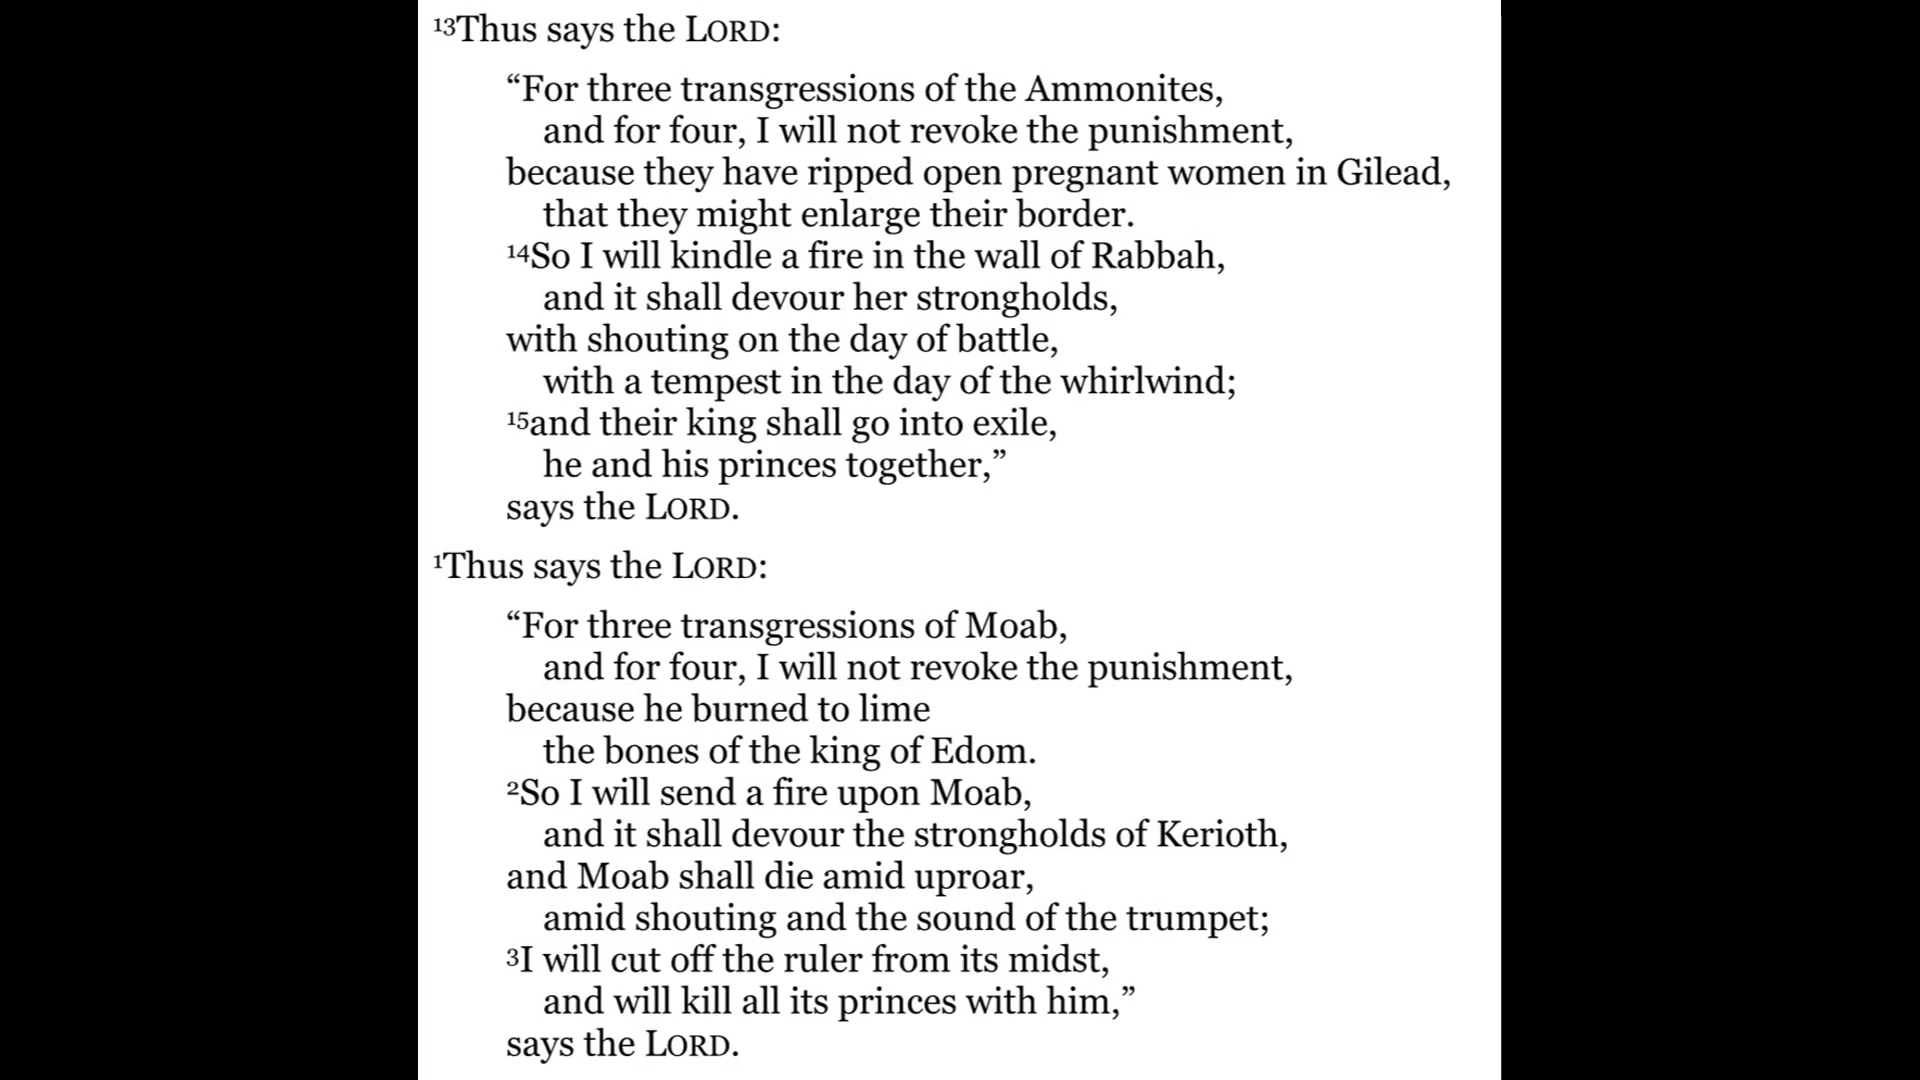 ¹³Thus says the LORD:
“For three transgressions of the Ammonites,
and for four, I will not revoke the punishment,
because they have ripped open pregnant women in Gilead,
that they might enlarge their border.
¹⁴So I will kindle a fire in the wall of Rabbah,
and it shall devour her strongholds,
with shouting on the day of battle,
with a tempest in the day of the whirlwind;
¹⁵and their king shall go into exile,
he and his princes together,”
says the LORD.
¹Thus says the LORD:
“For three transgressions of Moab,
and for four, I will not revoke the punishment,
because he burned to lime
the bones of the king of Edom.
²So I will send a fire upon Moab,
and it shall devour the strongholds of Kerioth,
and Moab shall die amid uproar,
amid shouting and the sound of the trumpet;
³I will cut off the ruler from its midst,
and will kill all its princes with him,”
says the LORD.